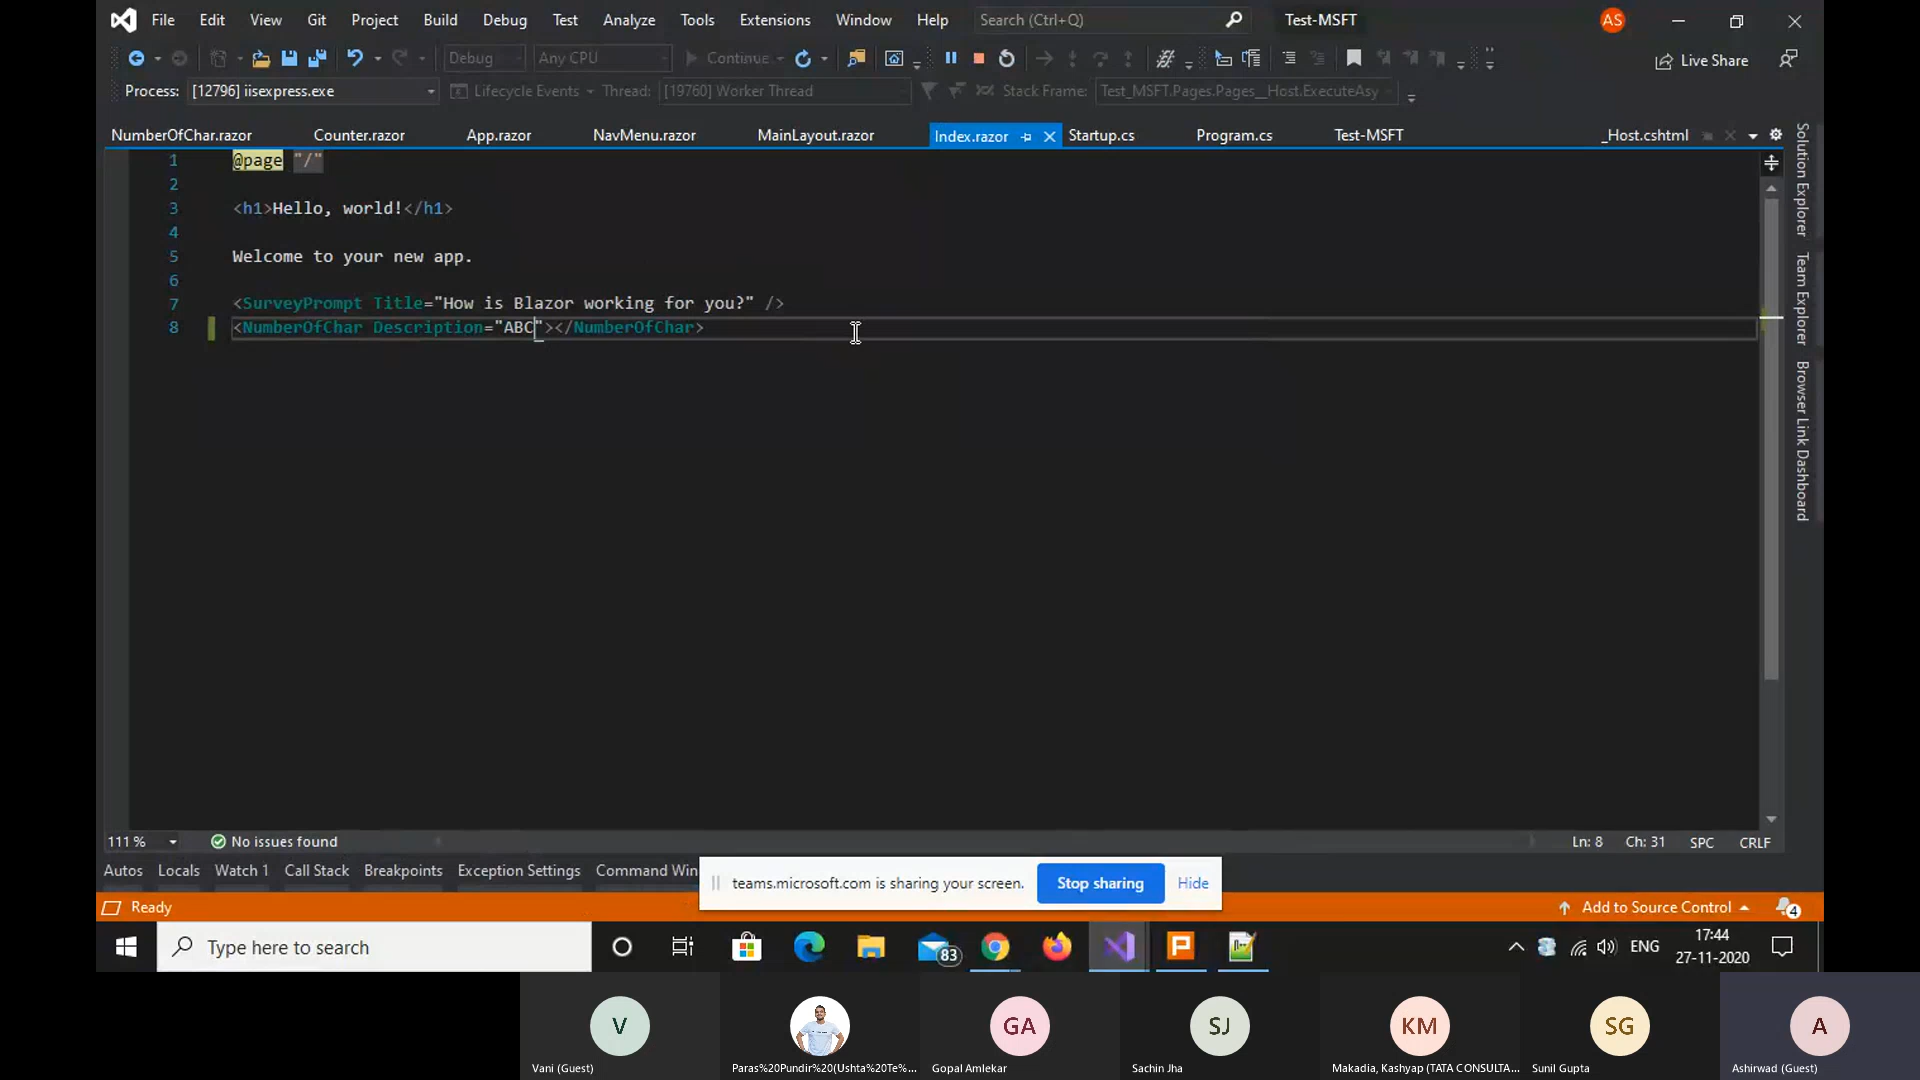 File Edit View Git Project Build Debug Test Analyze Tools Extensions Window Help Search (Ctrl+Q) Test-MSFT AS
Debug Any CPU Continue Live Share
Process: [12796] iisexpress.exe Lifecycle Events Thread: [19760] Worker Thread Stack Frame: Test_MSFT.Pages.Pages__Host.ExecuteAsy
NumberOfChar.razor Counter.razor App.razor NavMenu.razor MainLayout.razor Index.razor Startup.cs Program.cs Test-MSFT _Host.cshtml
1 @page "/"
2
3 <h1>Hello, world!</h1>
4
5 Welcome to your new app.
6
7 <SurveyPrompt Title="How is Blazor working for you?" />
8 <NumberOfChar Description="ABC"></NumberOfChar>
Solution Explorer
Team Explorer
Browser Link Dashboard
111 % No issues found Ln: 8 Ch: 31 SPC CRLF
Autos Locals Watch 1 Call Stack Breakpoints Exception Settings Command Win
teams.microsoft.com is sharing your screen. Stop sharing Hide
Ready Add to Source Control 4
Type here to search 83 ENG 17:44
27-11-2020
V GA SJ KM SG A
Vani (Guest) Paras%20Pundir%20(Ushta%20Te%... Gopal Amlekar Sachin Jha Makadia, Kashyap (TATA CONSULTA... Sunil Gupta Ashirwad (Guest)